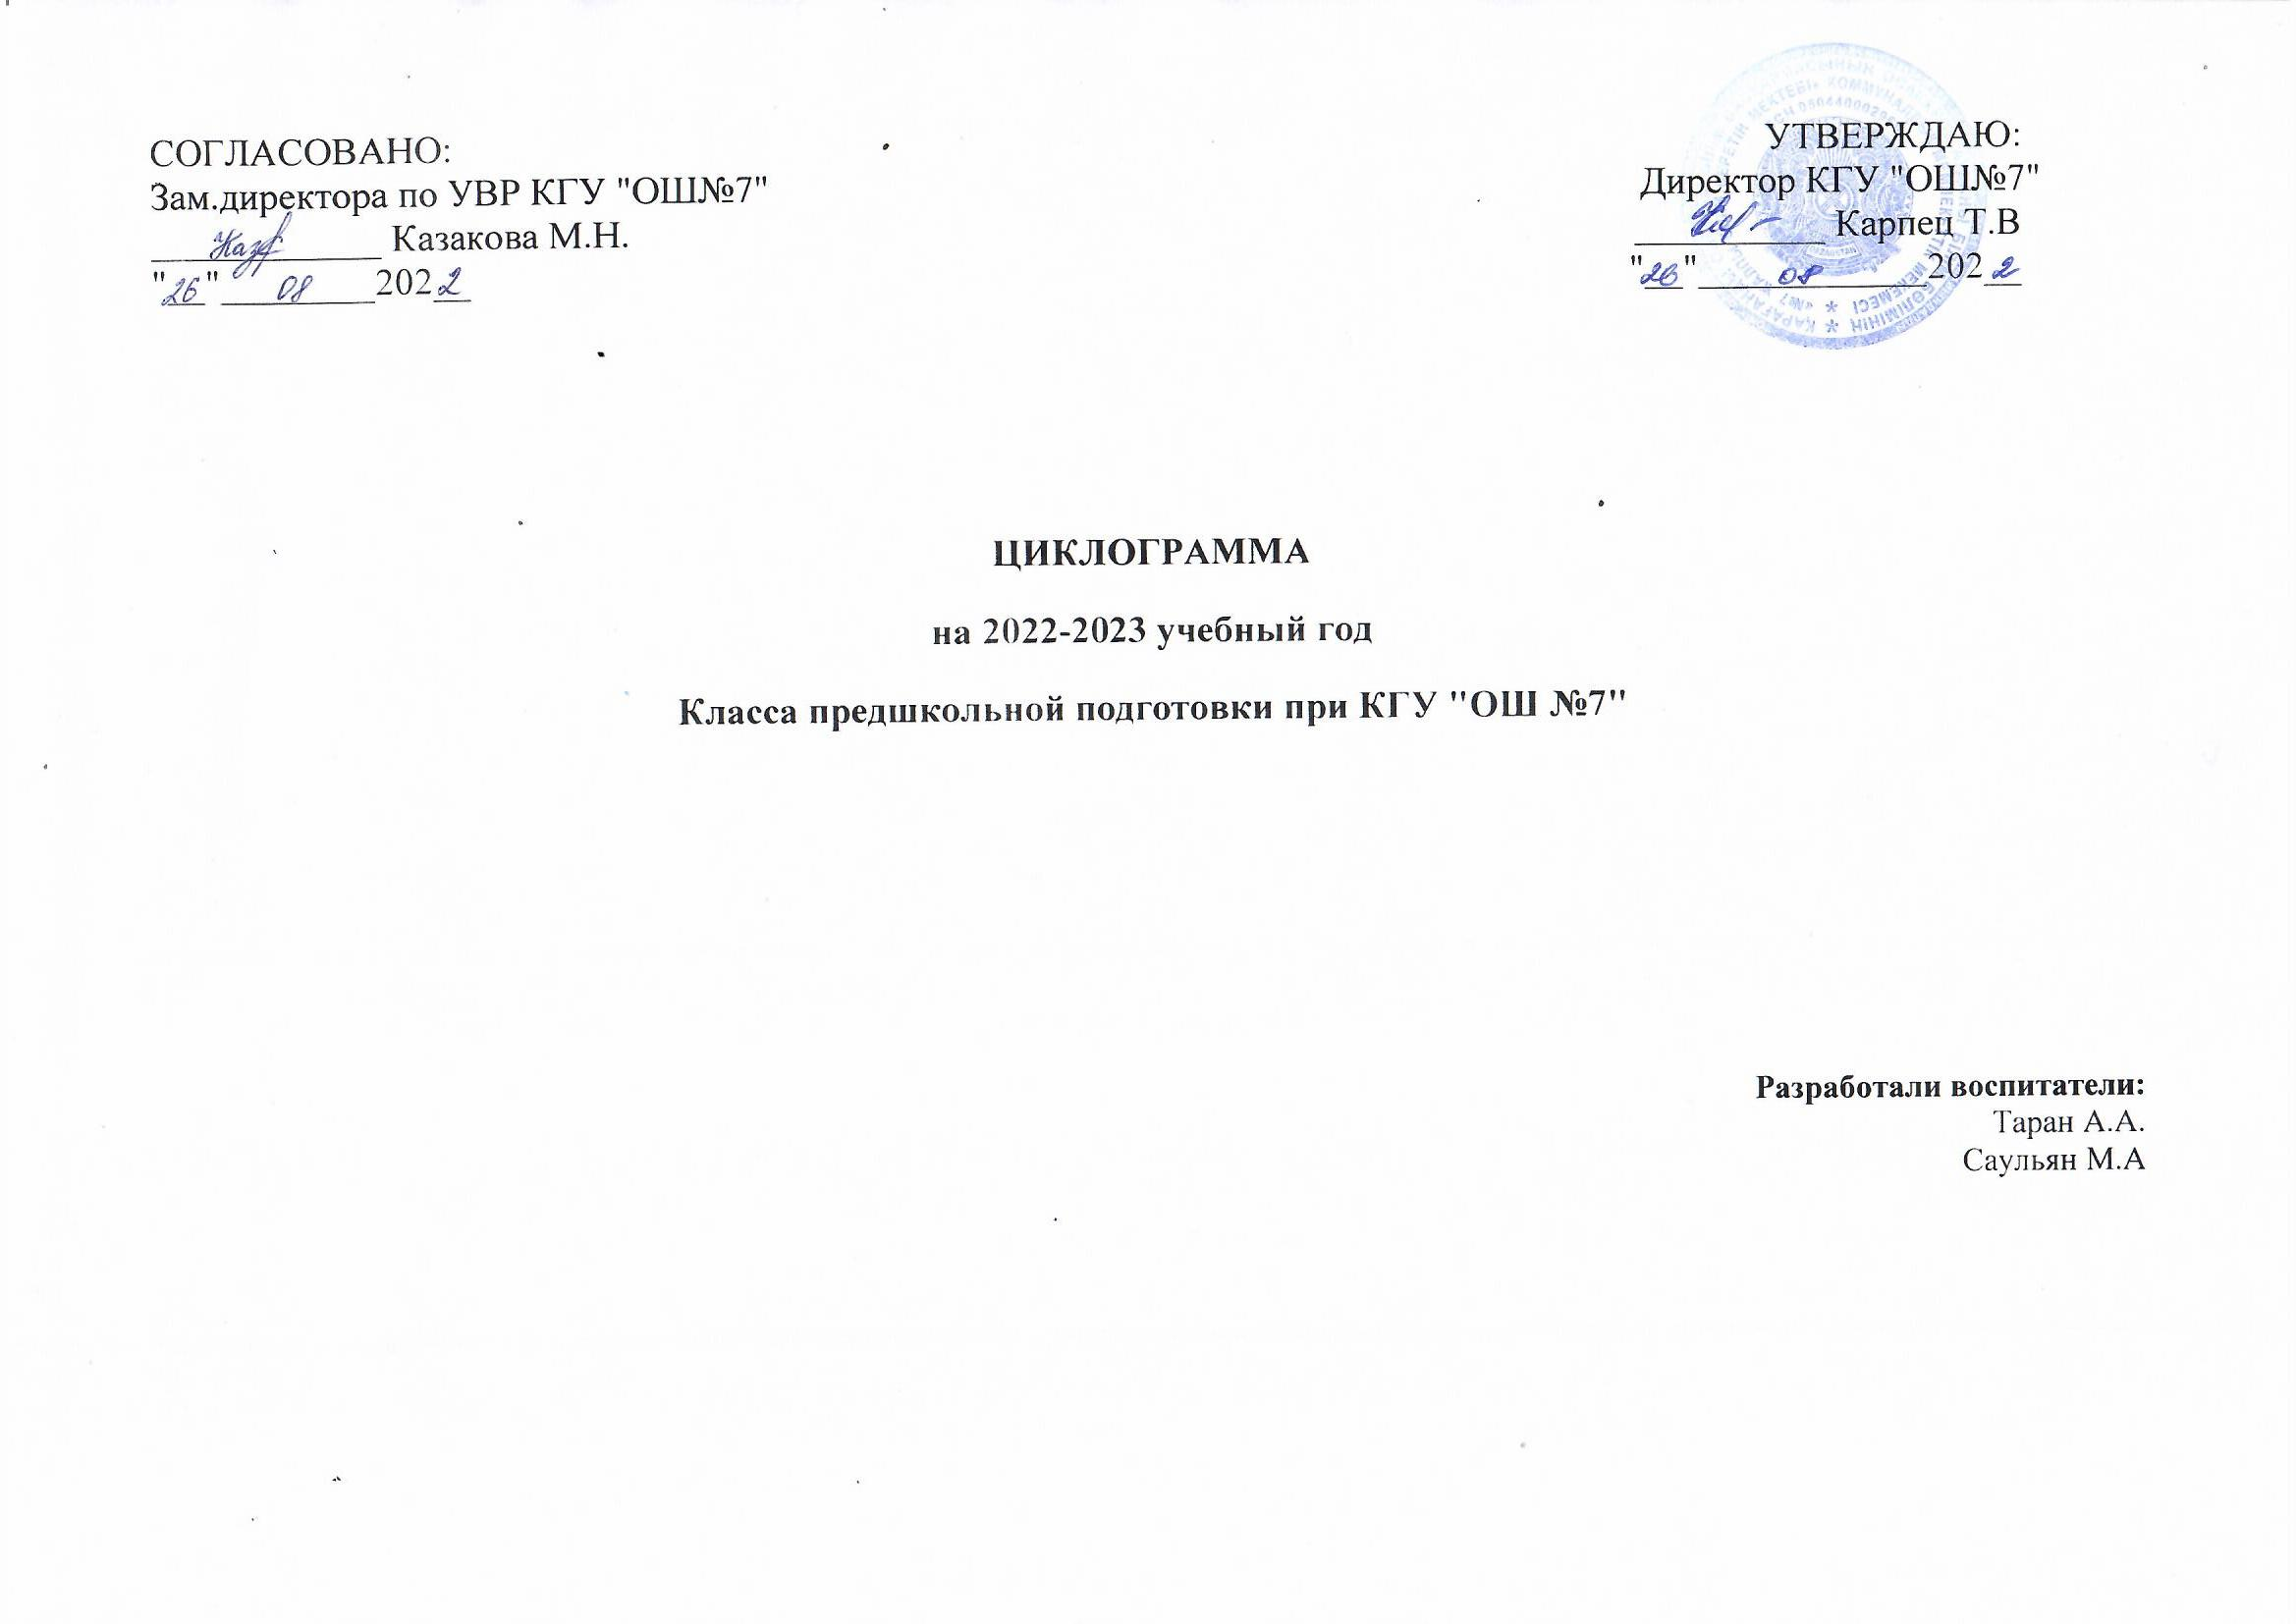 СОГЛАСОВАНО:
Зам.директора по УВР КГУ "ОШ№7"
Казакова М.Н.
"26" 08 2022
УТВЕРЖДАЮ:
Директор КГУ "ОШ№7"
Карпец Т.В
"26" 08 2022
ЦИКЛОГРАММА
на 2022-2023 учебный год
Класса предшкольной подготовки при КГУ "ОШ №7"
Разработали воспитатели:
Таран А.А.
Саульян М.А